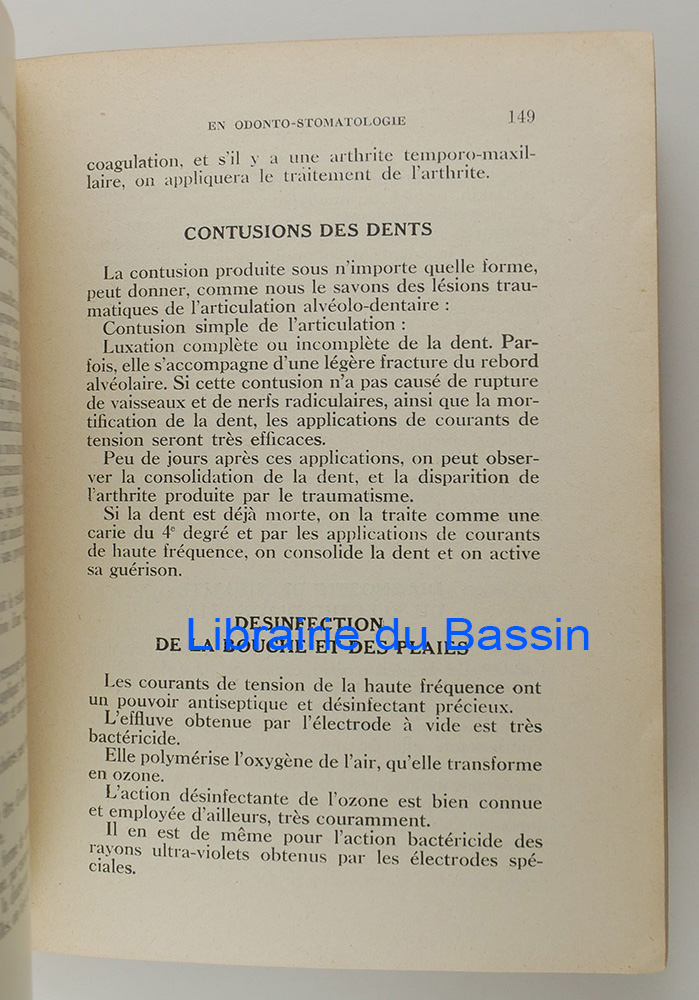 EN ODONTO-STOMATOLOGIE 149
coagulation, et s'il y a une arthrite temporo-maxil-
laire, on appliquera le traitement de l'arthrite.
CONTUSIONS DES DENTS
La contusion produite sous n'importe quelle forme,
peut donner, comme nous le savons des lésions trau-
matiques de l'articulation alvéolo-dentaire :
Contusion simple de l'articulation :
Luxation complète ou incomplète de la dent. Par-
fois, elle s'accompagne d'une légère fracture du rebord
alvéolaire. Si cette contusion n'a pas causé de rupture
de vaisseaux et de nerfs radiculaires, ainsi que la mor-
tification de la dent, les applications de courants de
tension seront très efficaces.
Peu de jours après ces applications, on peut obser-
ver la consolidation de la dent, et la disparition de
l'arthrite produite par le traumatisme.
Si la dent est déjà morte, on la traite comme une
carie du 4e degré et par les applications de courants
de haute fréquence, on consolide la dent et on active
sa guérison.
DESINFECTION
DE LA BOUCHE ET DES PLAIES
Librairie du Bassin
Les courants de tension de la haute fréquence ont
un pouvoir antiseptique et désinfectant précieux.
L'effluve obtenue par l'électrode à vide est très
bactéricide.
Elle polymérise l'oxygène de l'air, qu'elle transforme
en ozone.
L'action désinfectante de l'ozone est bien connue
et employée d'ailleurs, très couramment.
Il en est de même pour l'action bactéricide des
rayons ultra-violets obtenus par les électrodes spé-
ciales.